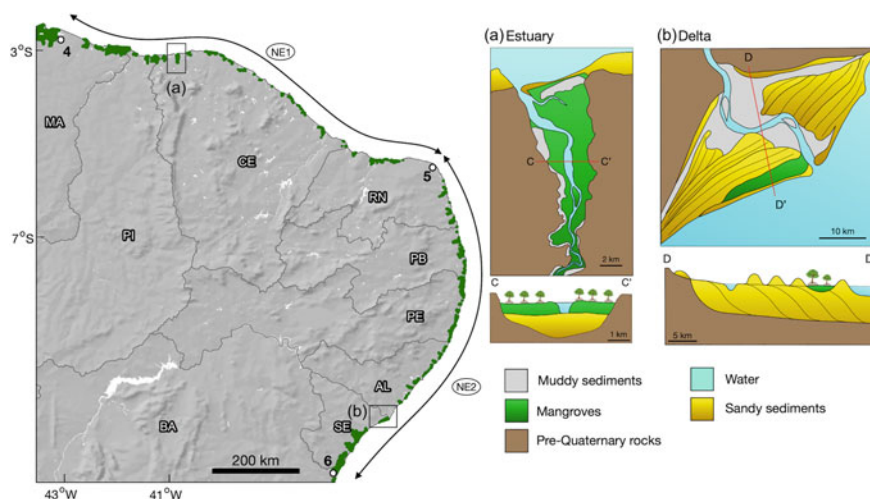 3°S
7°S
43°W
41°W
4
5
6
NE1
NE2
(a)
(b)
MA
PI
CE
RN
PB
PE
AL
SE
BA
200 km
(a) Estuary
C
C'
2 km
C
C'
1 km
(b) Delta
D
D'
10 km
D
D
5 km
Muddy sediments
Mangroves
Pre-Quaternary rocks
Water
Sandy sediments